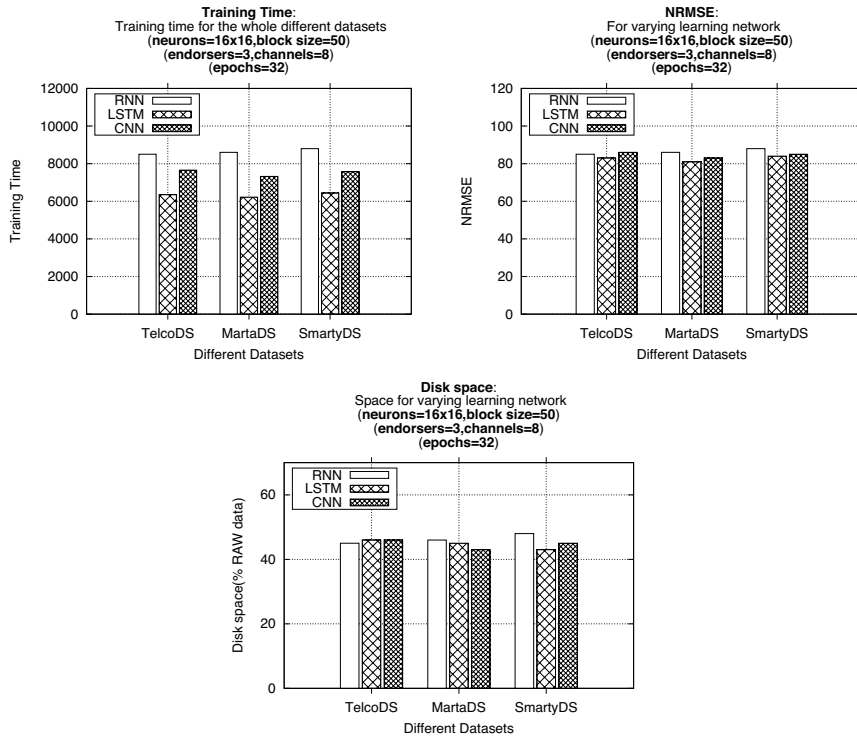 Training Time:
Training time for the whole different datasets
(neurons=16x16,block size=50)
(endorsers=3,channels=8)
(epochs=32)
12000
10000
8000
6000
4000
2000
0
Training Time
RNN
LSTM
CNN
TelcoDS MartaDS SmartyDS
Different Datasets
NRMSE:
For varying learning network
(neurons=16x16,block size=50)
(endorsers=3,channels=8)
(epochs=32)
120
100
80
60
40
20
0
NRMSE
RNN
LSTM
CNN
TelcoDS MartaDS SmartyDS
Different Datasets
Disk space:
Space for varying learning network
(neurons=16x16,block size=50)
(endorsers=3,channels=8)
(epochs=32)
60
40
20
0
Disk space(% RAW data)
RNN
LSTM
CNN
TelcoDS MartaDS SmartyDS
Different Datasets